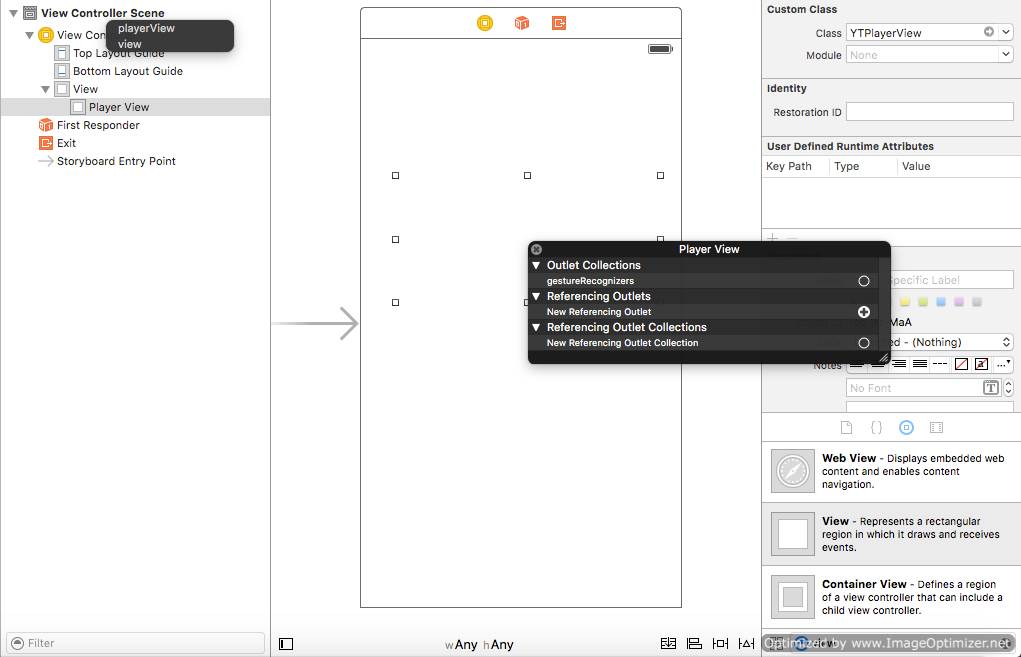 View Controller Scene
View Con
playerView
view
Top Layout Guide
Bottom Layout Guide
View
Player View
First Responder
Exit
Storyboard Entry Point
Filter
wAny hAny
Player View
Outlet Collections
gestureRecognizers
Referencing Outlets
New Referencing Outlet
Referencing Outlet Collections
New Referencing Outlet Collection
Custom Class
Class YTPlayerView
Module None
Identity
Restoration ID
User Defined Runtime Attributes
Key Path Type Value
Specific Label
MaA
ed - (Nothing)
Notes
No Font
Web View - Displays embedded web
content and enables content
navigation.
View - Represents a rectangular
region in which it draws and receives
events.
Container View - Defines a region
of a view controller that can include a
child view controller.
Optimized by www.ImageOptimizer.net